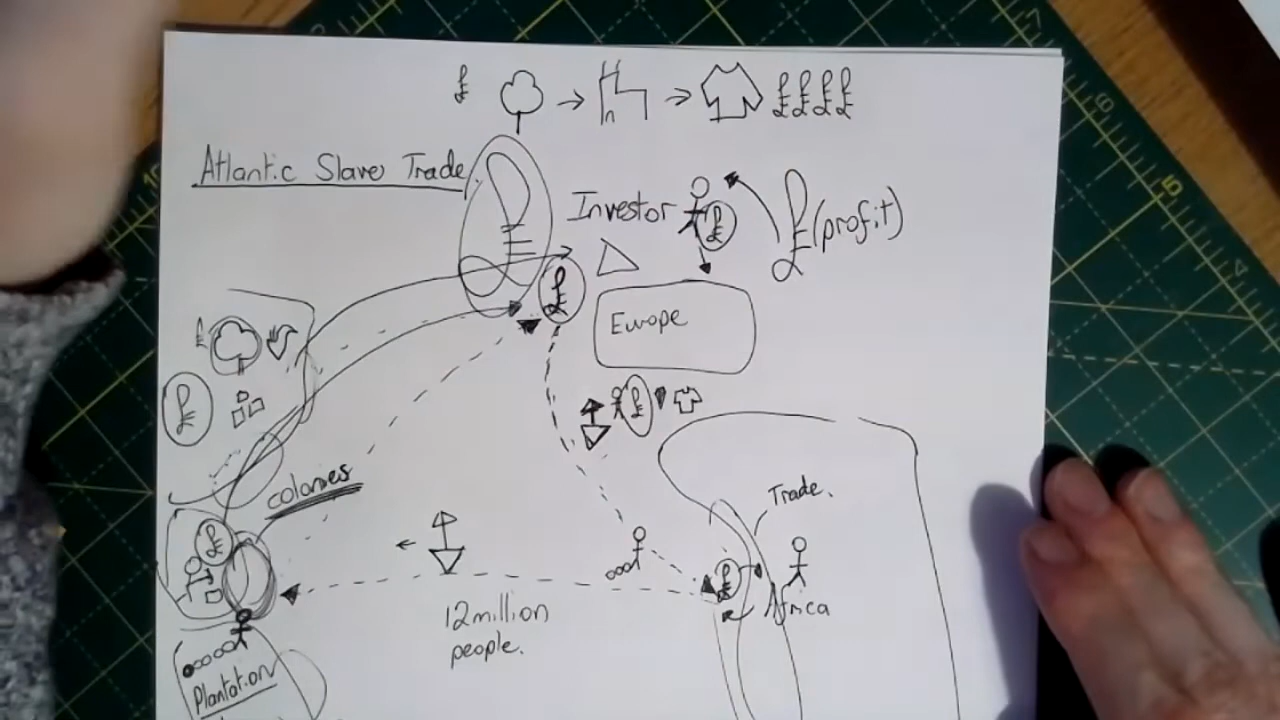 £ ££££
Atlantic Slave Trade
£
Investor £ £ (profit)
£
Europe
£
£
£
Trade.
colonies
£
£
Africa
12 million
people.
Plantation